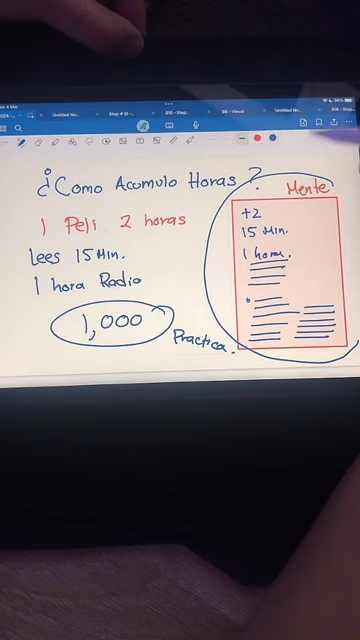 ¿Como Acumulo Horas?
1 Peli 2 horas
Lees 15 Min.
1 hora Radio
1,000
Practica.
Mente
+2
15 Min.
1 hora.